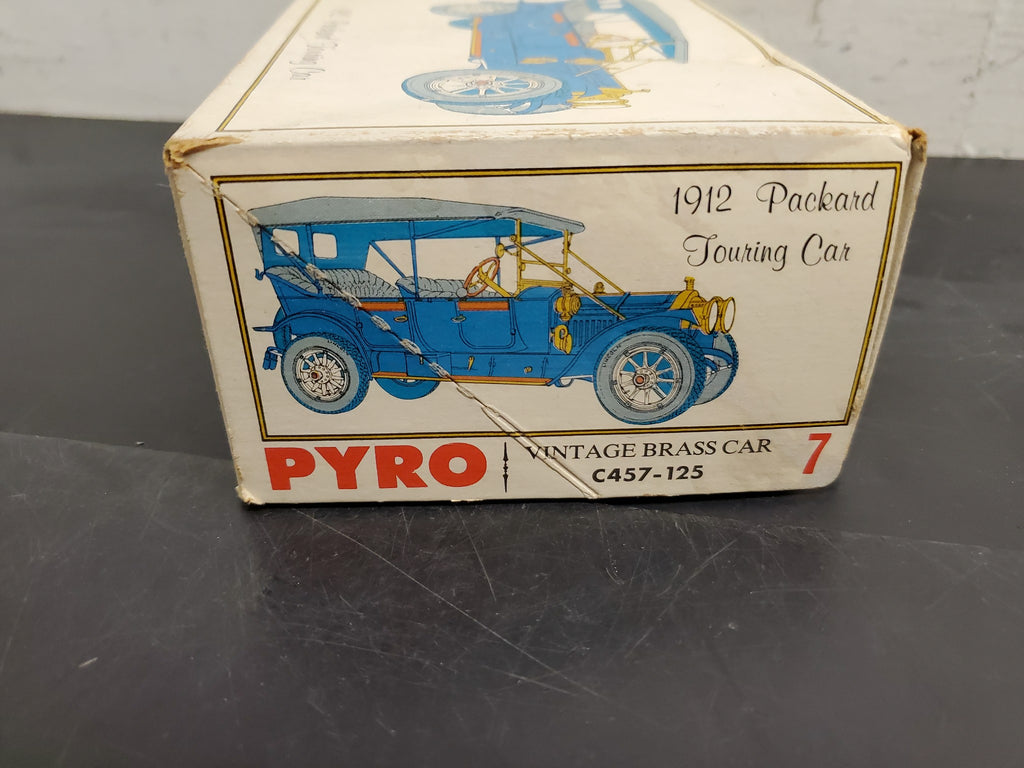 1912 Packard
Touring Car
PYRO
VINTAGE BRASS CAR
C457-125
7